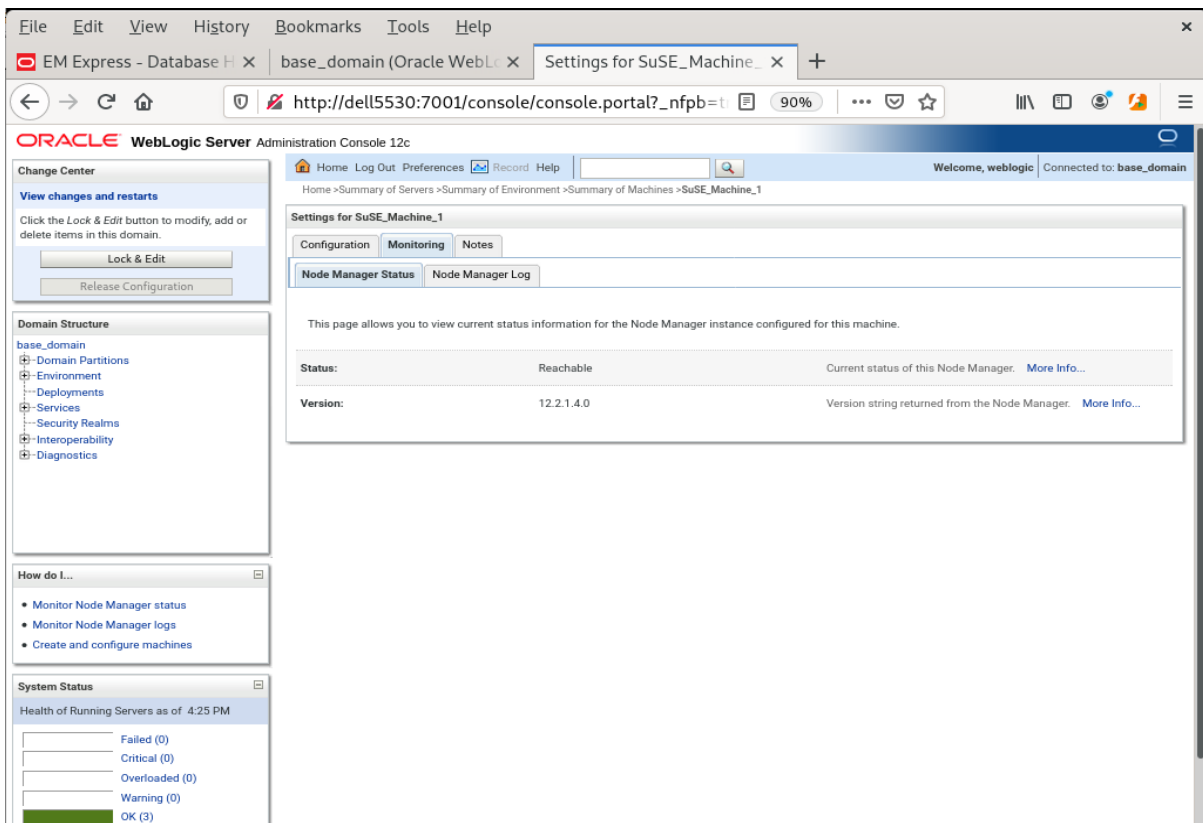 File Edit View History Bookmarks Tools Help
EM Express - Database H
base_domain (Oracle WebLo
Settings for SuSE_Machine_
http://dell5530:7001/console/console.portal?_nfpb=t
90%
ORACLE WebLogic Server Administration Console 12c
Change Center
View changes and restarts
Click the Lock & Edit button to modify, add or
delete items in this domain.
Lock & Edit
Release Configuration
Domain Structure
base_domain
Domain Partitions
Environment
Deployments
Services
Security Realms
Interoperability
Diagnostics
How do I...
Monitor Node Manager status
Monitor Node Manager logs
Create and configure machines
System Status
Health of Running Servers as of 4:25 PM
Failed (0)
Critical (0)
Overloaded (0)
Warning (0)
OK (3)
Home Log Out Preferences Record Help
Welcome, weblogic Connected to: base_domain
Home >Summary of Servers >Summary of Environment >Summary of Machines >SuSE_Machine_1
Settings for SuSE_Machine_1
Configuration Monitoring Notes
Node Manager Status Node Manager Log
This page allows you to view current status information for the Node Manager instance configured for this machine.
Status: Reachable Current status of this Node Manager. More Info...
Version: 12.2.1.4.0 Version string returned from the Node Manager. More Info...